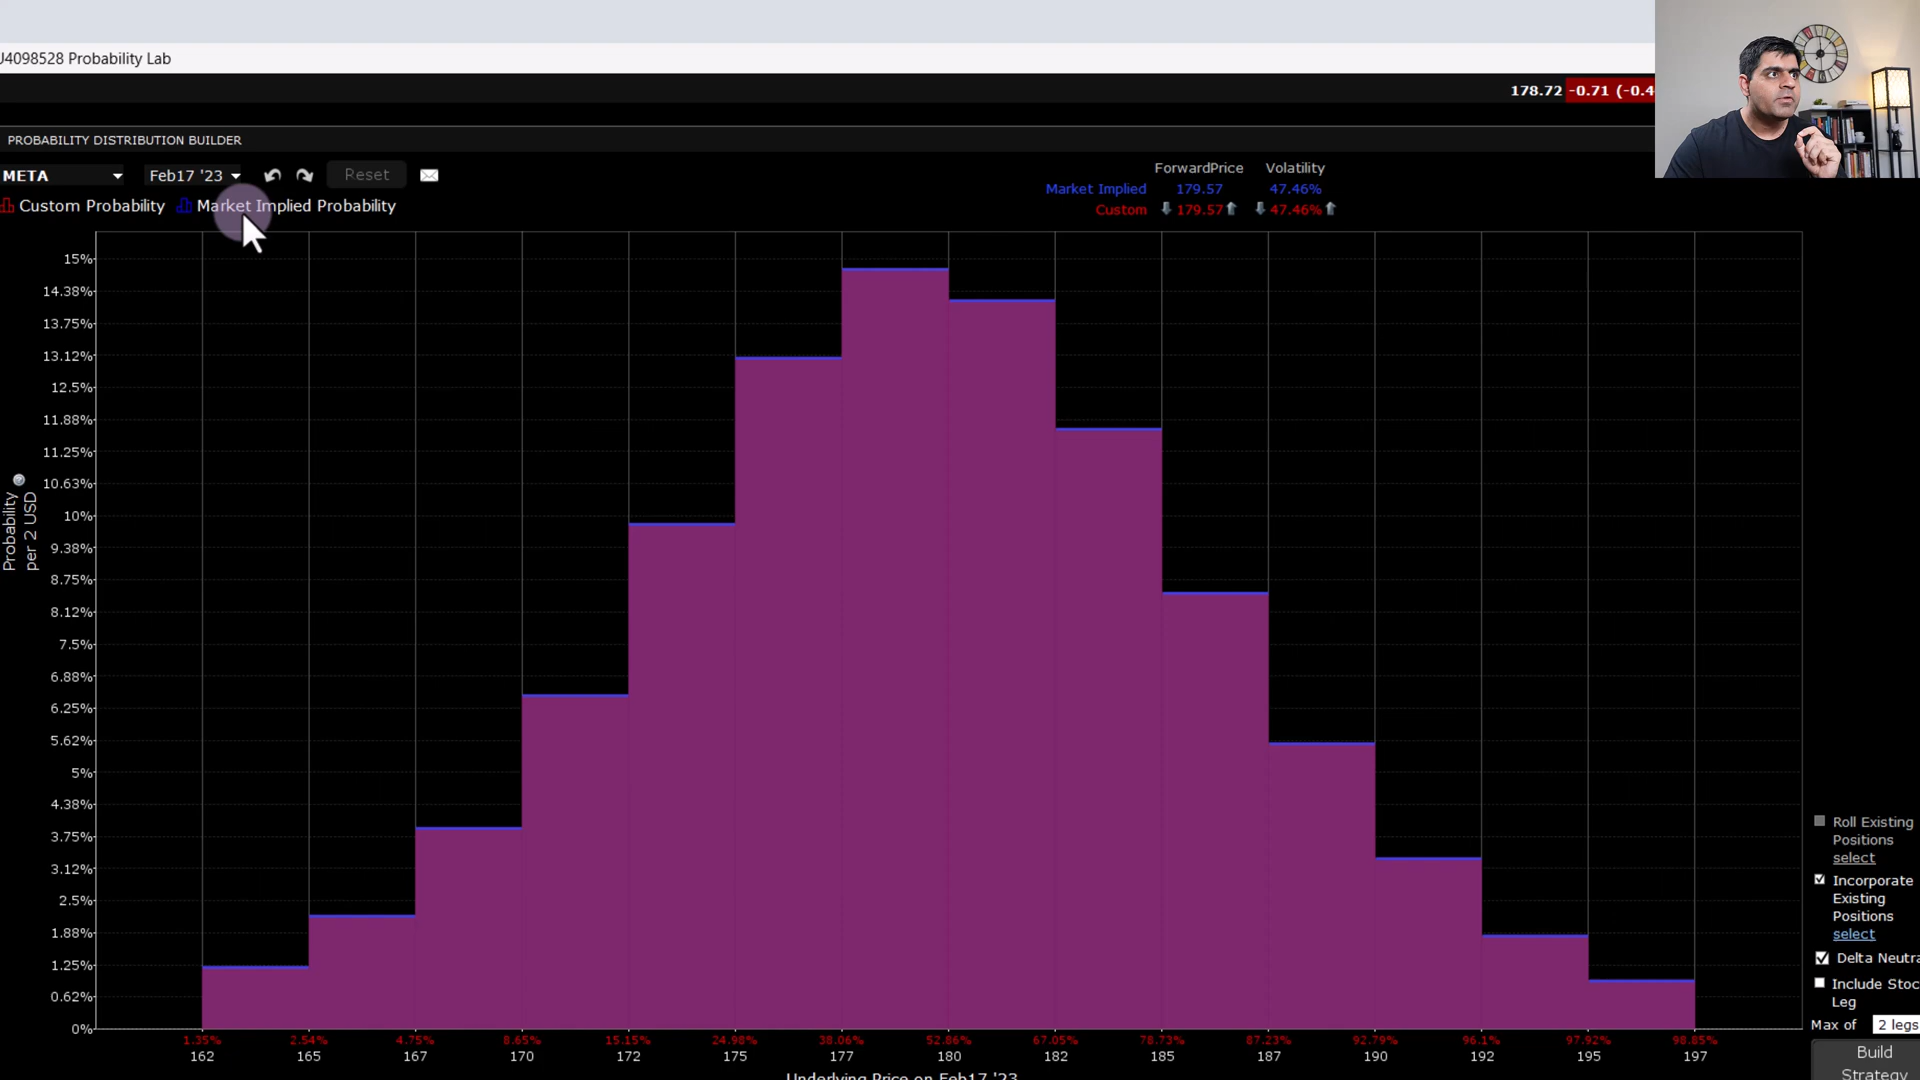 J4098528 Probability Lab
178.72 -0.71 (-0.4
PROBABILITY DISTRIBUTION BUILDER
META Feb17 '23 Reset
ForwardPrice Volatility
Market Implied 179.57 47.46%
Custom 179.57 47.46%
Custom Probability Market Implied Probability
15%
14.38%
13.75%
13.12%
12.5%
11.88%
11.25%
10.63%
10%
9.38%
8.75%
8.12%
7.5%
6.88%
6.25%
5.62%
5%
4.38%
3.75%
3.12%
2.5%
1.88%
1.25%
0.62%
0%
Probability
per 2 USD
1.35% 2.54% 4.75% 8.65% 15.15% 24.98% 38.06% 52.86% 67.05% 78.73% 87.23% 92.79% 96.1% 97.92% 98.85%
162 165 167 170 172 175 177 180 182 185 187 190 192 195 197
Underlying Price on Feb17 '23
Roll Existing
Positions
select
Incorporate
Existing
Positions
select
Delta Neutra
Include Stoc
Leg
Max of 2 legs
Build
Strategy